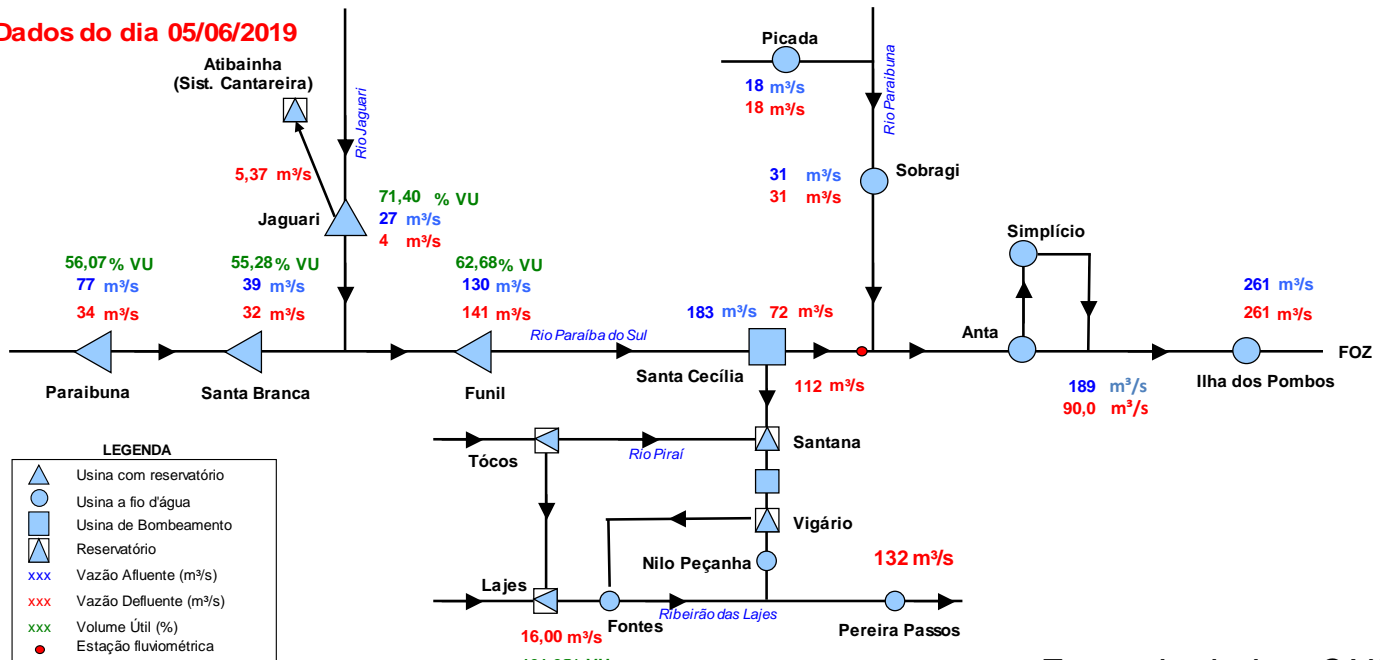 Dados do dia 05/06/2019
Atibainha
(Sist. Cantareira)
Rio Jaguari
5,37 m³/s
Jaguari
71,40 % VU
27 m³/s
4 m³/s
Picada
18 m³/s
18 m³/s
Rio Paraibuna
31 m³/s
31 m³/s
Sobragi
Simplício
56,07 % VU
77 m³/s
34 m³/s
Paraibuna
55,28 % VU
39 m³/s
32 m³/s
Santa Branca
62,68 % VU
130 m³/s
141 m³/s
Funil
Rio Paraíba do Sul
183 m³/s 72 m³/s
Santa Cecília
112 m³/s
Anta
189 m³/s
90,0 m³/s
261 m³/s
261 m³/s
Ilha dos Pombos
FOZ
Tócos
Rio Piraí
Santana
Vigário
Nilo Peçanha
132 m³/s
Lajes
16,00 m³/s
Fontes
Ribeirão das Lajes
Pereira Passos
LEGENDA
Usina com reservatório
Usina a fio d'água
Usina de Bombeamento
Reservatório
xxx Vazão Afluente (m³/s)
xxx Vazão Defluente (m³/s)
xxx Volume Útil (%)
Estação fluviométrica